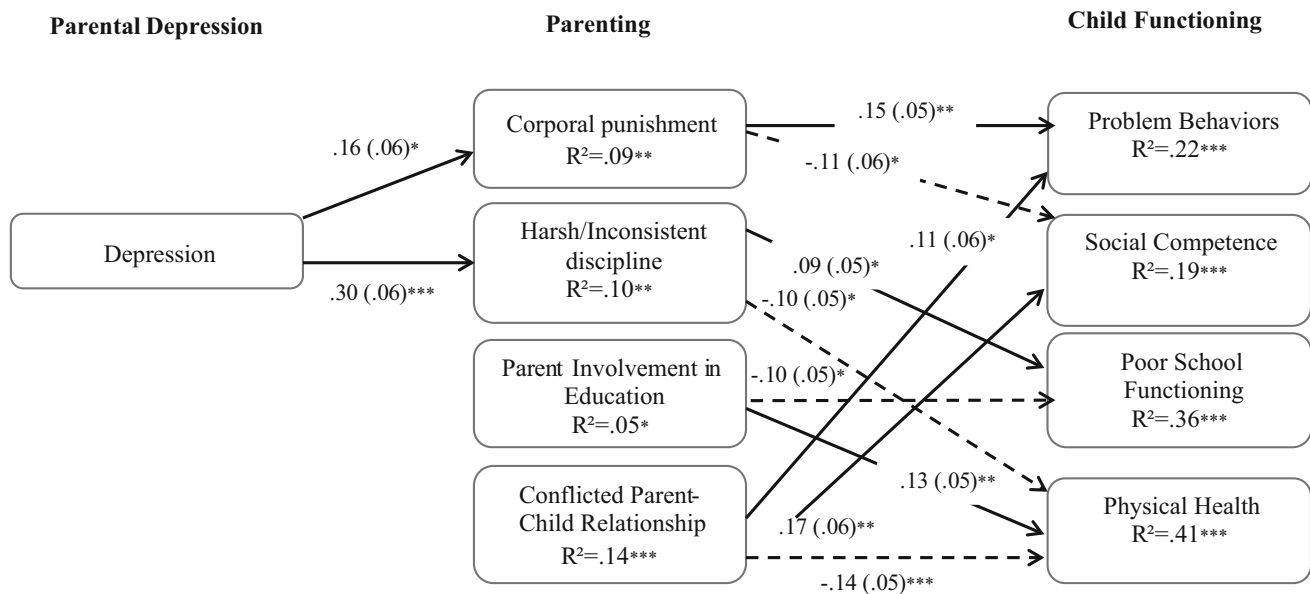 Parental Depression
Parenting
Child Functioning
Depression
.16 (.06)*
.30 (.06)***
Corporal punishment
R²=.09**
Harsh/Inconsistent
discipline
R²=.10**
Parent Involvement in
Education
R²=.05*
Conflicted Parent-
Child Relationship
R²=.14***
.15 (.05)**
-.11 (.06)*
.11 (.06)*
.09 (.05)*
-.10 (.05)*
-.10 (.05)*
.13 (.05)**
.17 (.06)**
-.14 (.05)***
Problem Behaviors
R²=.22***
Social Competence
R²=.19***
Poor School
Functioning
R²=.36***
Physical Health
R²=.41***